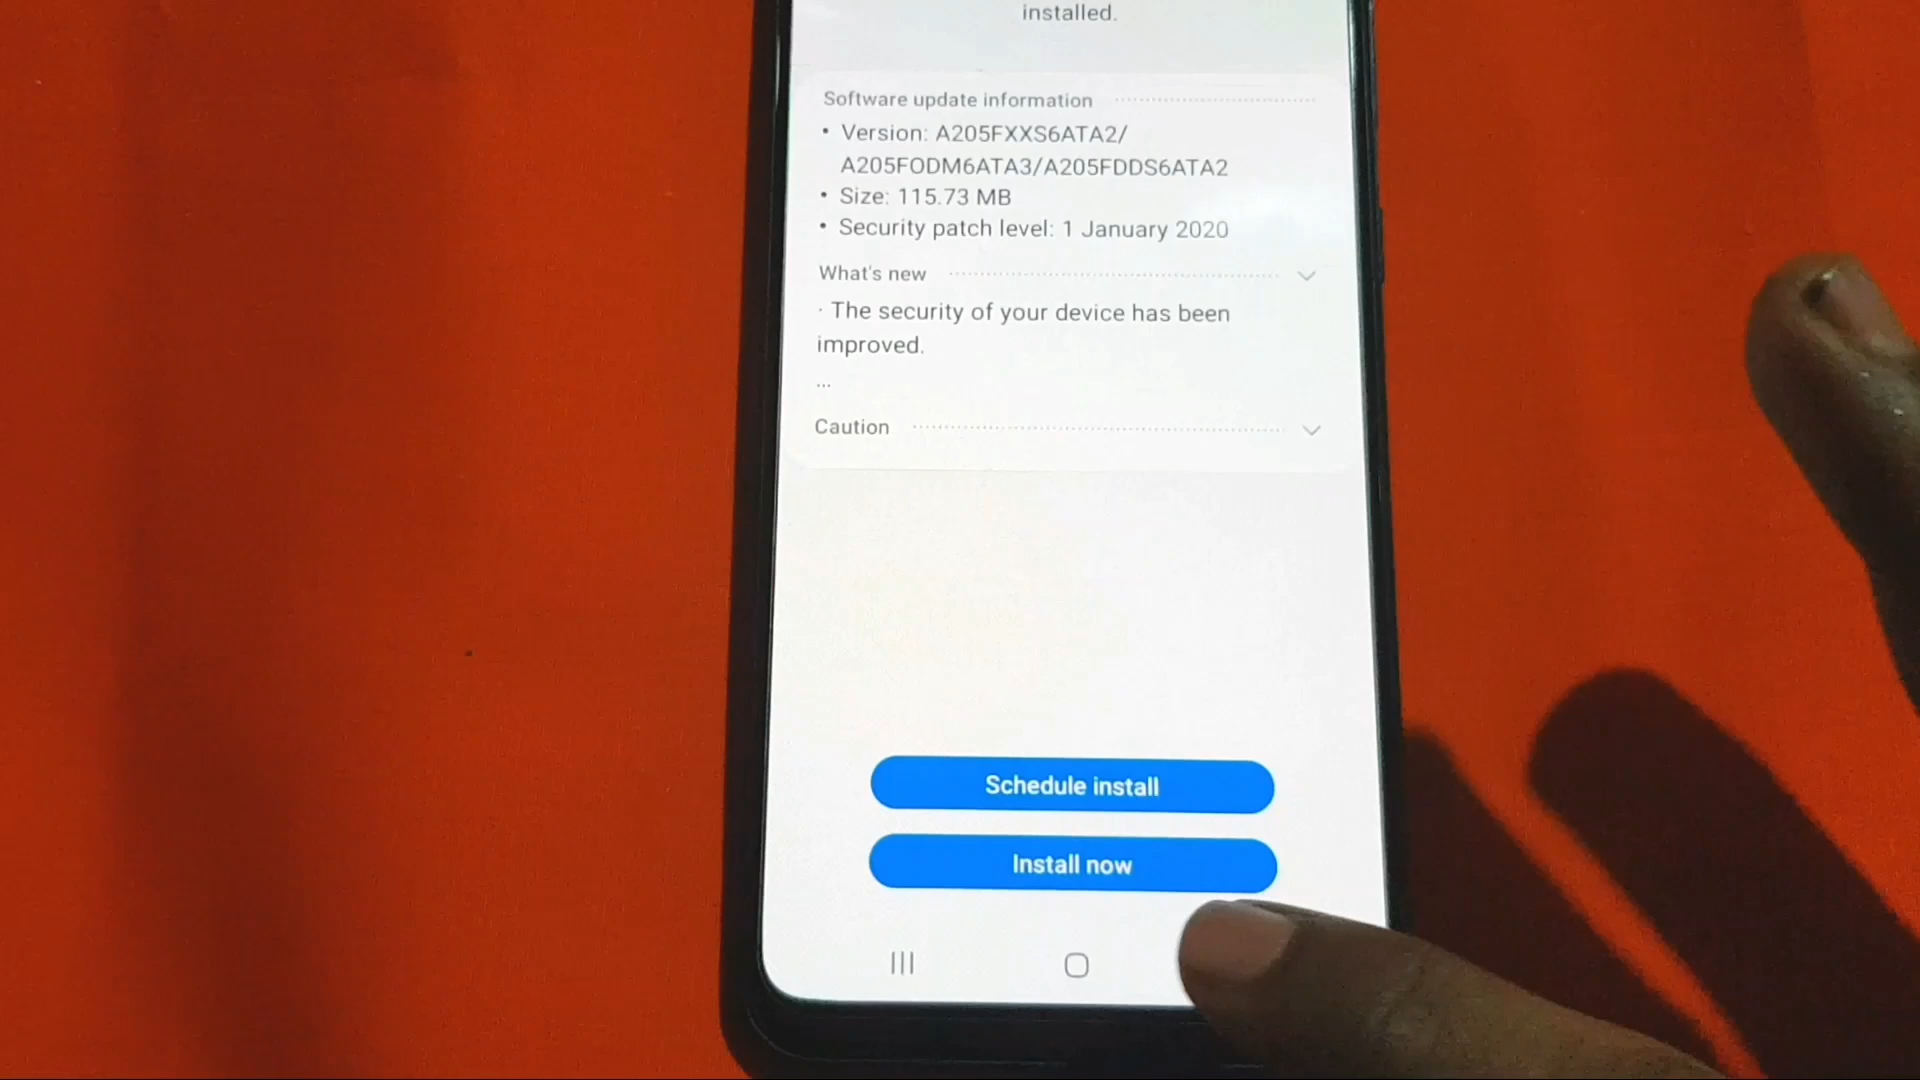 installed.
Software update information
• Version: A205FXXS6ATA2/
A205FODM6ATA3/A205FDDS6ATA2
• Size: 115.73 MB
• Security patch level: 1 January 2020
What's new
· The security of your device has been
improved.
...
Caution
Schedule install
Install now